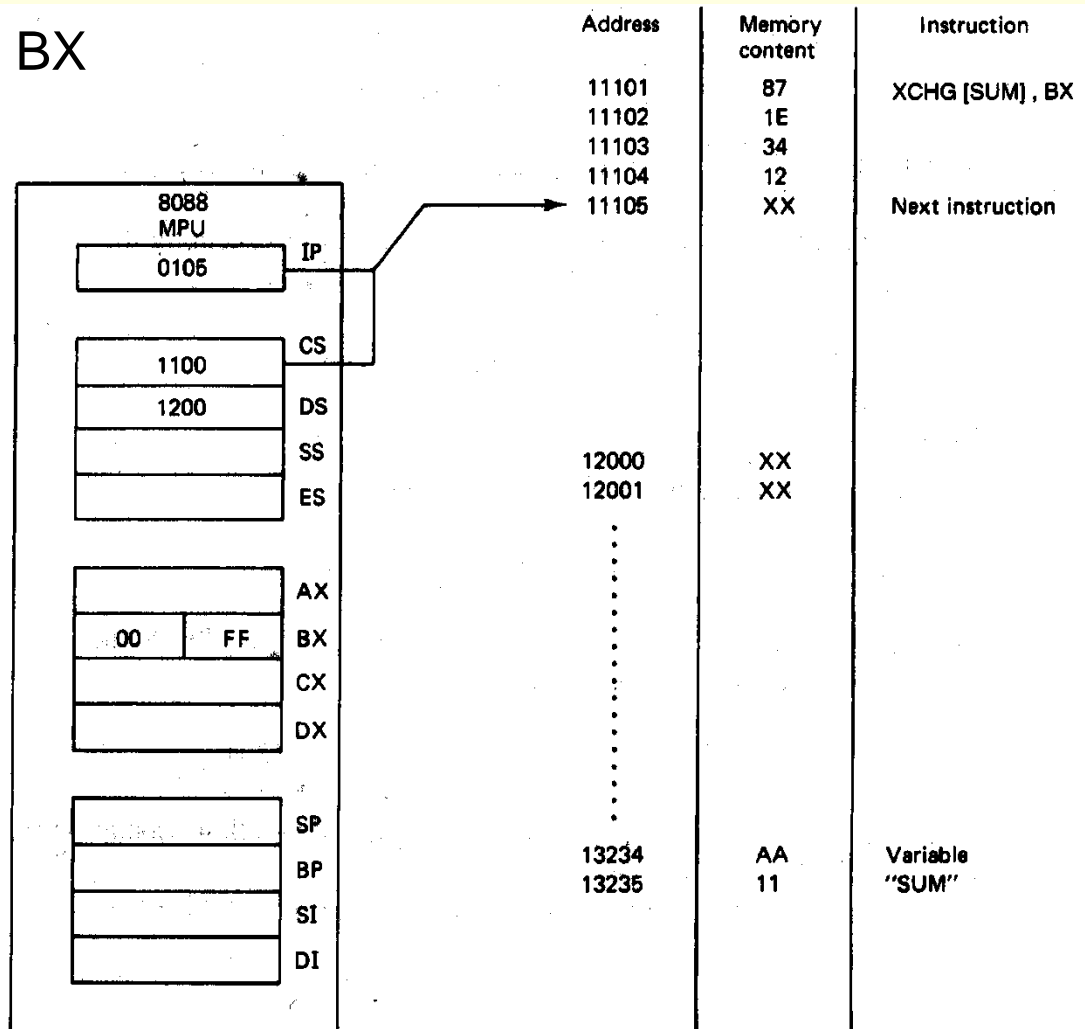 BX
Address Memory content Instruction
11101 87 XCHG [SUM] , BX
11102 1E
11103 34
11104 12
11105 XX Next instruction
8088
MPU
IP
0105
CS
1100
1200 DS
SS
ES
12000 XX
12001 XX
AX
00 FF BX
CX
DX
SP
BP
SI
DI
13234 AA Variable
13235 11 "SUM"